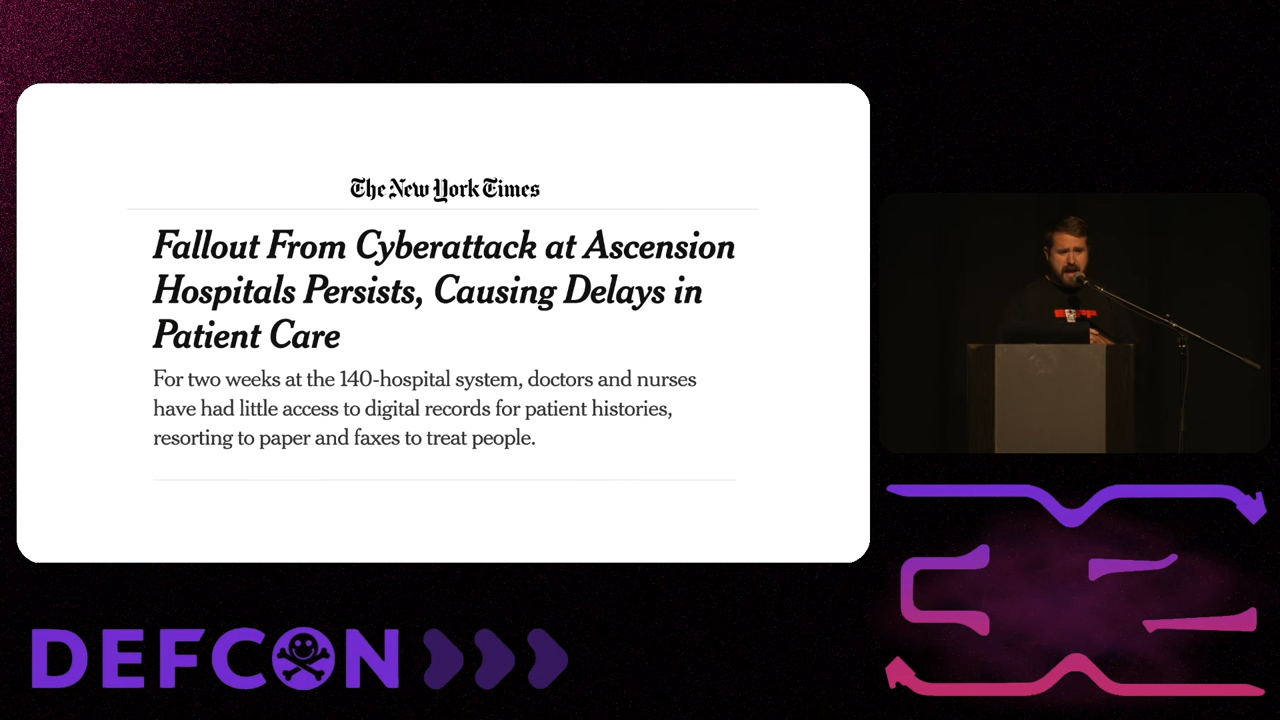 The New York Times
Fallout From Cyberattack at Ascension
Hospitals Persists, Causing Delays in
Patient Care
For two weeks at the 140-hospital system, doctors and nurses
have had little access to digital records for patient histories,
resorting to paper and faxes to treat people.
DEFCON